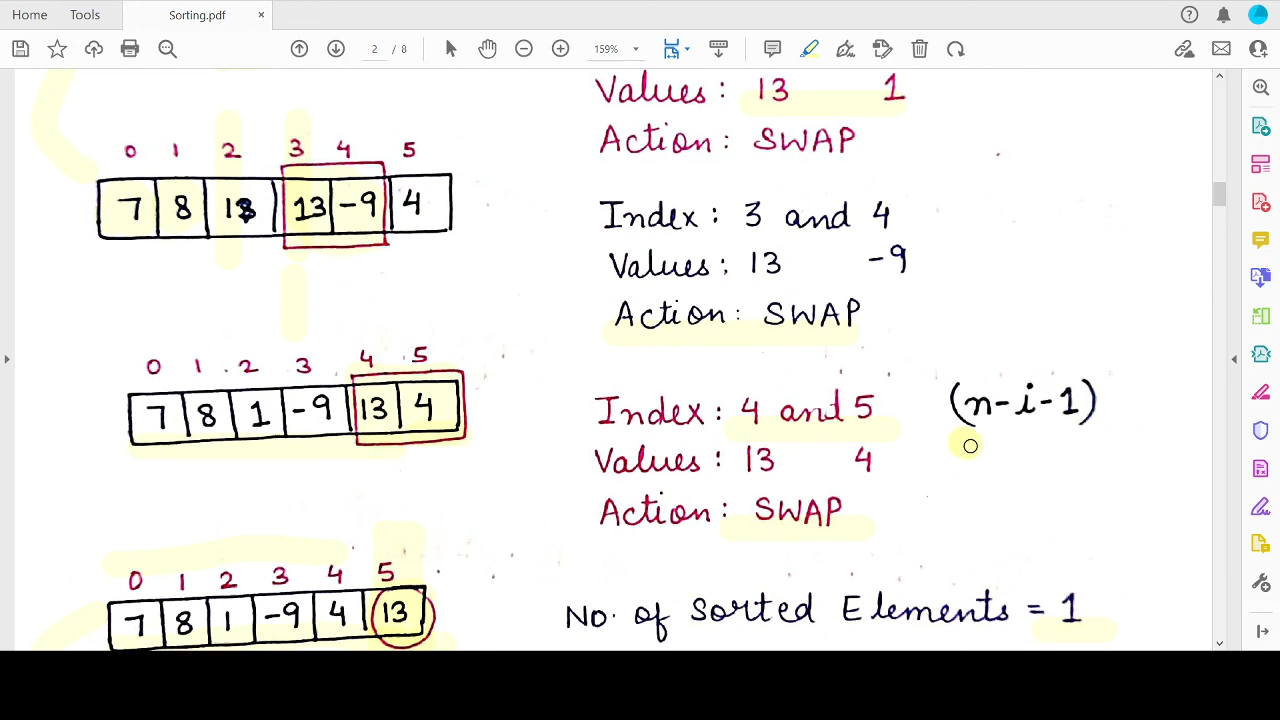 Home Tools Sorting.pdf ×
2 / 8 159%
Values: 13 1
Action: SWAP
0 1 2 3 4 5
7 8 13 -9 4
Index: 3 and 4
Values: 13 -9
Action: SWAP
0 1 2 3 4 5
7 8 1 -9 13 4
Index: 4 and 5 (n-i-1)
Values: 13 4
Action: SWAP
0 1 2 3 4 5
7 8 1 -9 4 13
No. of Sorted Elements = 1